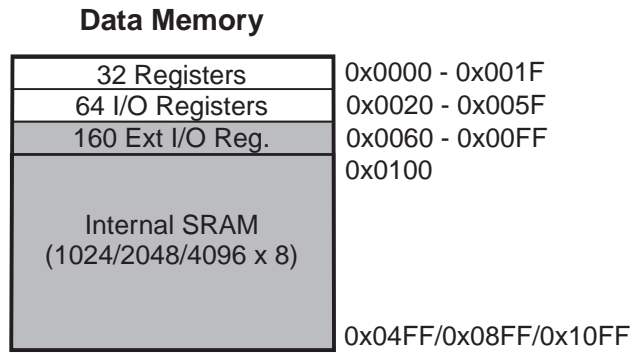 Data Memory
32 Registers 0x0000 - 0x001F
64 I/O Registers 0x0020 - 0x005F
160 Ext I/O Reg. 0x0060 - 0x00FF
0x0100
Internal SRAM
(1024/2048/4096 x 8)
0x04FF/0x08FF/0x10FF